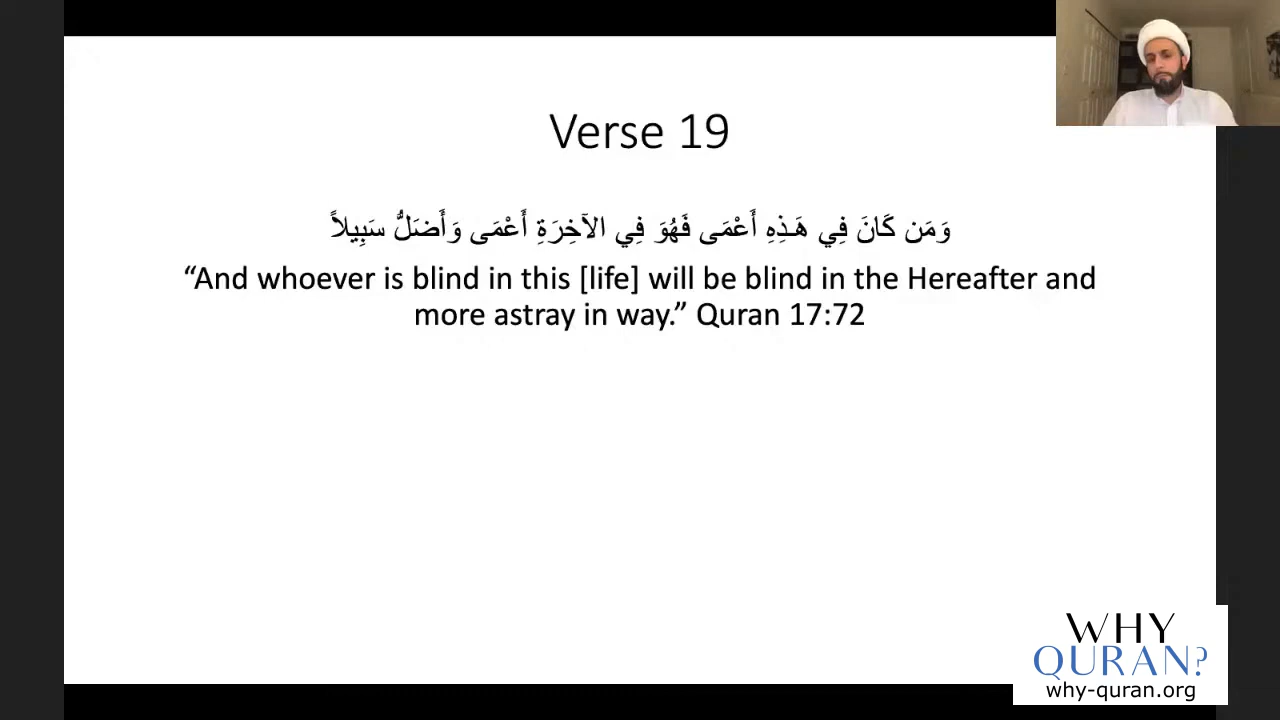 Verse 19
وَمَن كَانَ فِي هَـذِهِ أَعْمَى فَهُوَ فِي الآخِرَةِ أَعْمَى وَأَضَلُّ سَبِيلاً
“And whoever is blind in this [life] will be blind in the Hereafter and
more astray in way.” Quran 17:72
WHY
QURAN?
why-quran.org